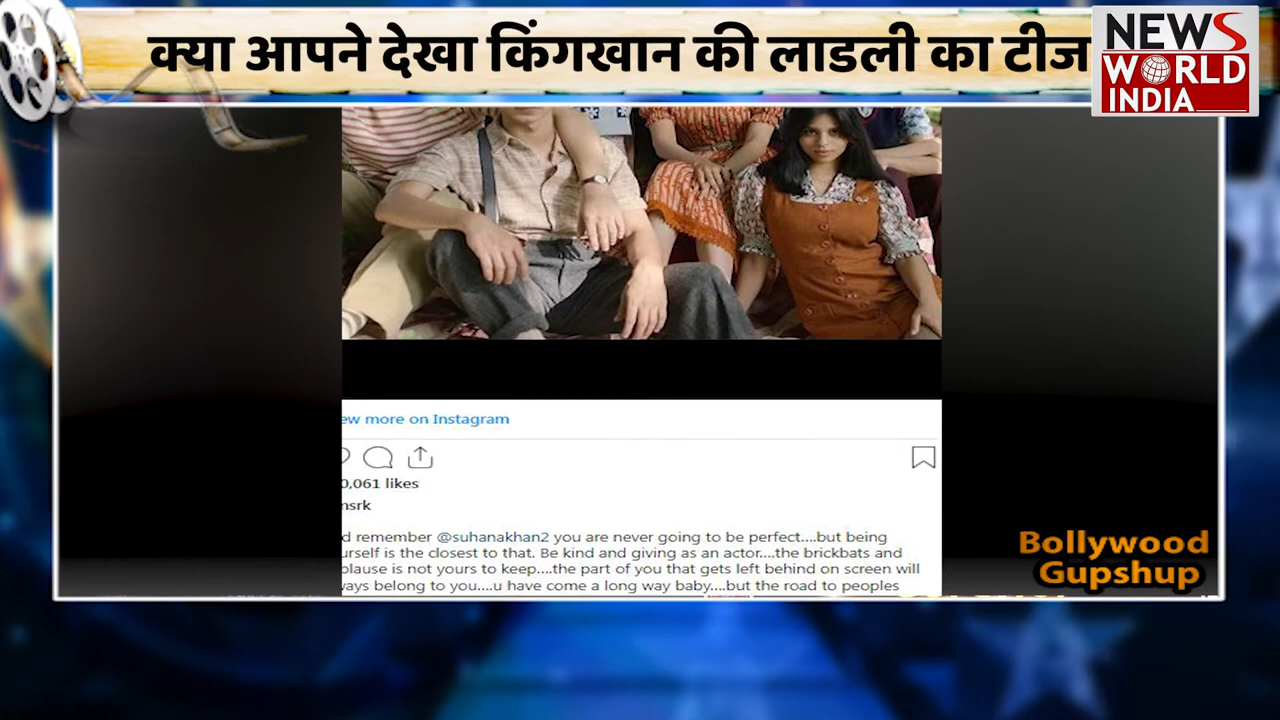 क्या आपने देखा किंगखान की लाडली का टीज
NEWS
WORLD
INDIA
ew more on Instagram
0,061 likes
nsrk
d remember @suhanakhan2 you are never going to be perfect....but being
urself is the closest to that. Be kind and giving as an actor....the brickbats and
plause is not yours to keep....the part of you that gets left behind on screen will
ways belong to you....u have come a long way baby....but the road to peoples
Bollywood
Gupshup